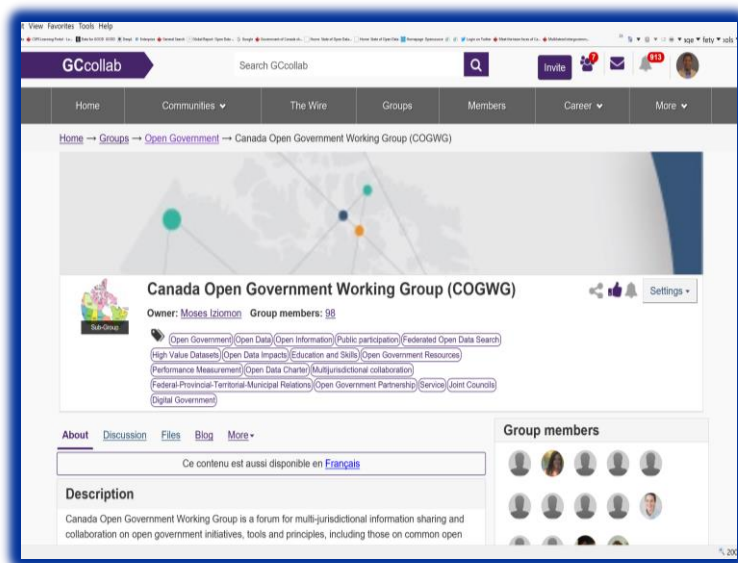 View Favorites Tools Help
GCcollab
Search GCcollab
Invite
7
913
Home
Communities
The Wire
Groups
Members
Career
More
Home → Groups → Open Government → Canada Open Government Working Group (COGWG)
Canada Open Government Working Group (COGWG)
Settings
Sub-Group
Owner: Moses Iziomon Group members: 98
Open Government Open Data Open Information Public participation Federated Open Data Search
High Value Datasets Open Data Impacts Education and Skills Open Government Resources
Performance Measurement Open Data Charter Multijurisdictional collaboration
Federal-Provincial-Territorial-Municipal Relations Open Government Partnership Service Joint Councils
Digital Government
About Discussion Files Blog More
Ce contenu est aussi disponible en Français
Description
Canada Open Government Working Group is a forum for multi-jurisdictional information sharing and
collaboration on open government initiatives, tools and principles, including those on common open
Group members